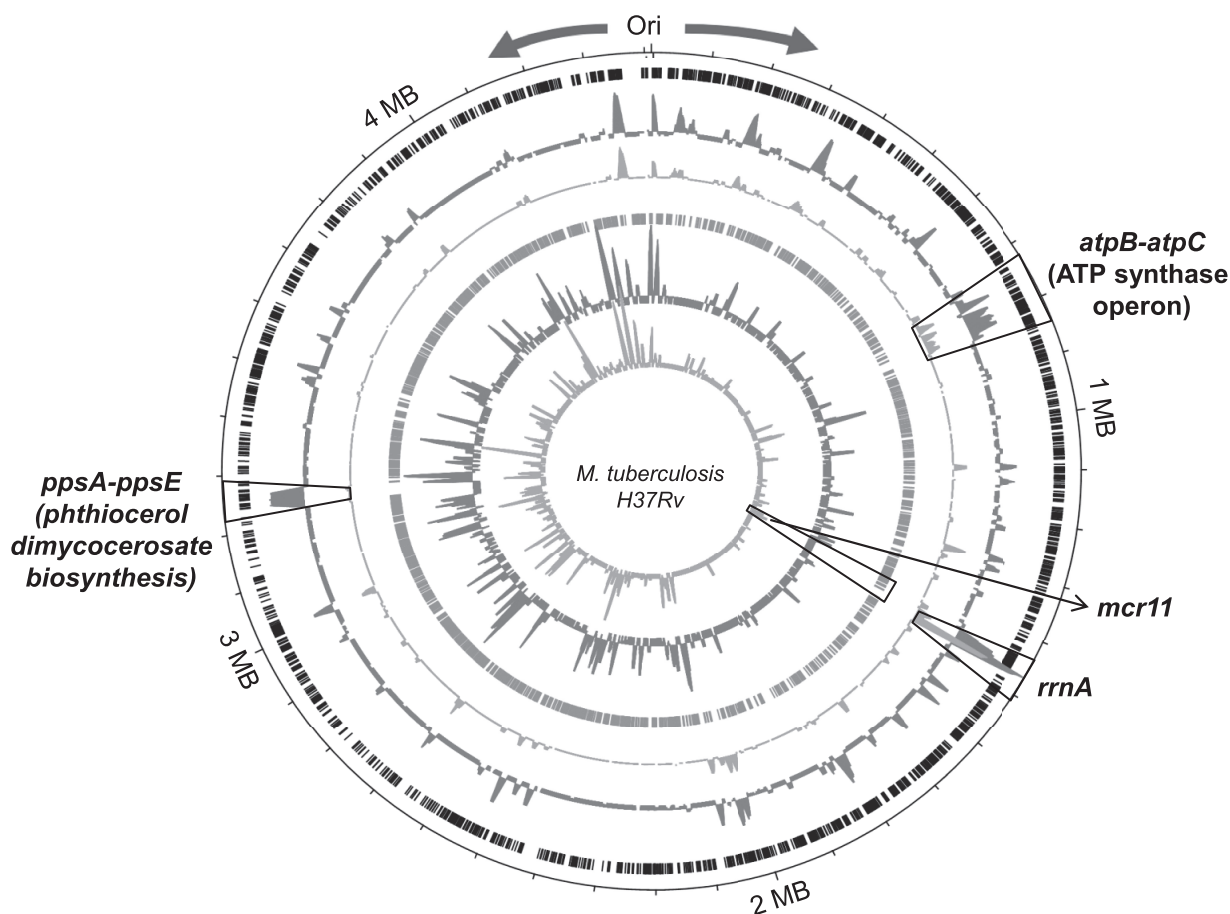 Ori
4 MB
atpB-atpC
(ATP synthase
operon)
1 MB
M. tuberculosis
H37Rv
ppsA-ppsE
(phthiocerol
dimycocerosate
biosynthesis)
mcr11
3 MB
rrnA
2 MB